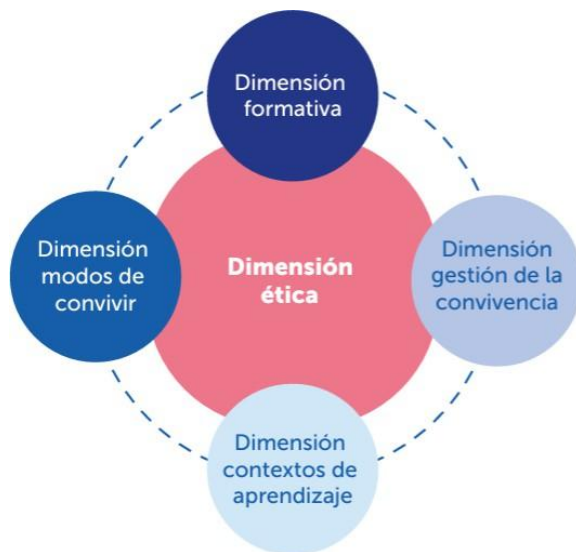 Dimensión
formativa
Dimensión
modos de
convivir
Dimensión
ética
Dimensión
gestión de la
convivencia
Dimensión
contextos de
aprendizaje